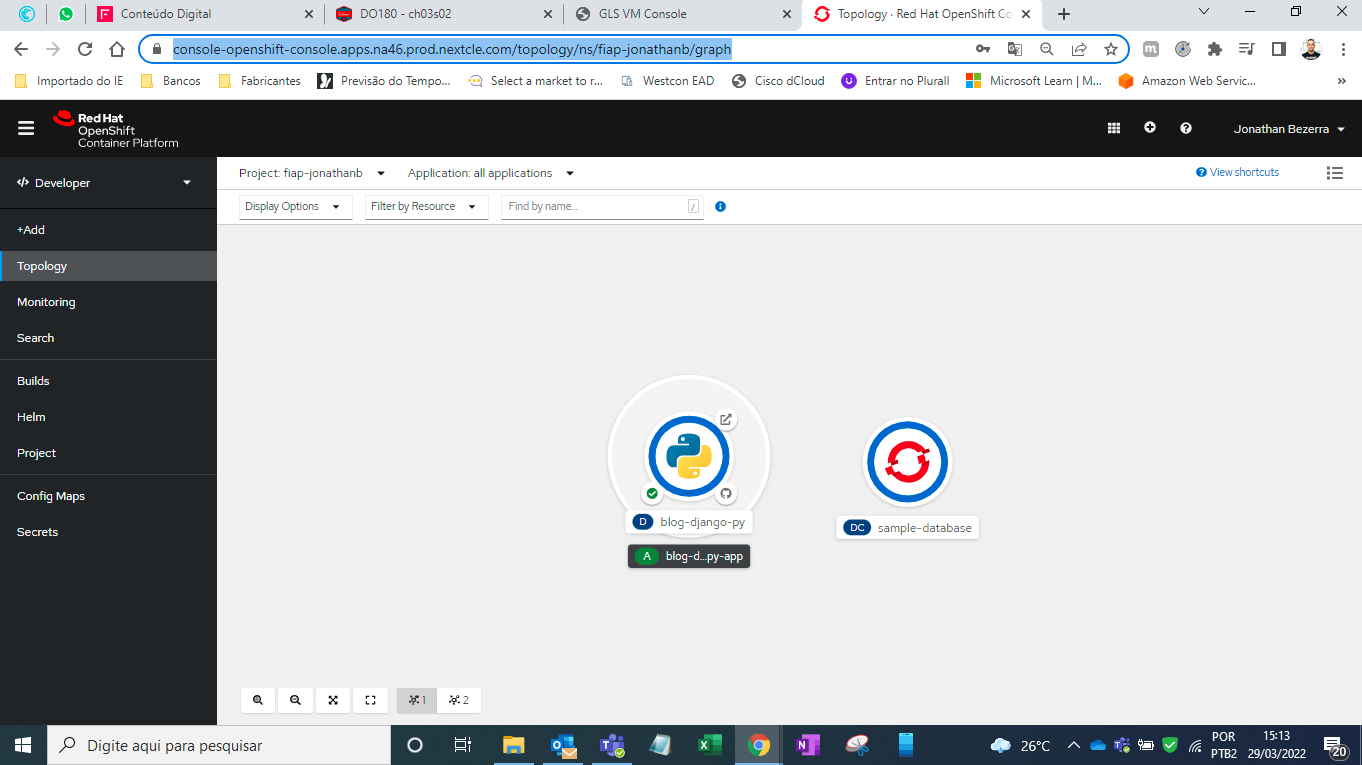 Conteúdo Digital
DO180 - ch03s02
GLS VM Console
Topology · Red Hat OpenShift Co
console-openshift-console.apps.na46.prod.nextcle.com/topology/ns/fiap-jonathanb/graph
Importado do IE
Bancos
Fabricantes
Previsão do Tempo...
Select a market to r...
Westcon EAD
Cisco dCloud
Entrar no Plurall
Microsoft Learn | M...
Amazon Web Servic...
»
Red Hat
OpenShift
Container Platform
Jonathan Bezerra
Developer
Project: fiap-jonathanb
Application: all applications
View shortcuts
Display Options
Filter by Resource
Find by name...
/
+Add
Topology
Monitoring
Search
Builds
Helm
Project
Config Maps
Secrets
D blog-django-py
A blog-d...py-app
DC sample-database
1
2
Digite aqui para pesquisar
26°C
POR
PTB2
15:13
29/03/2022
20